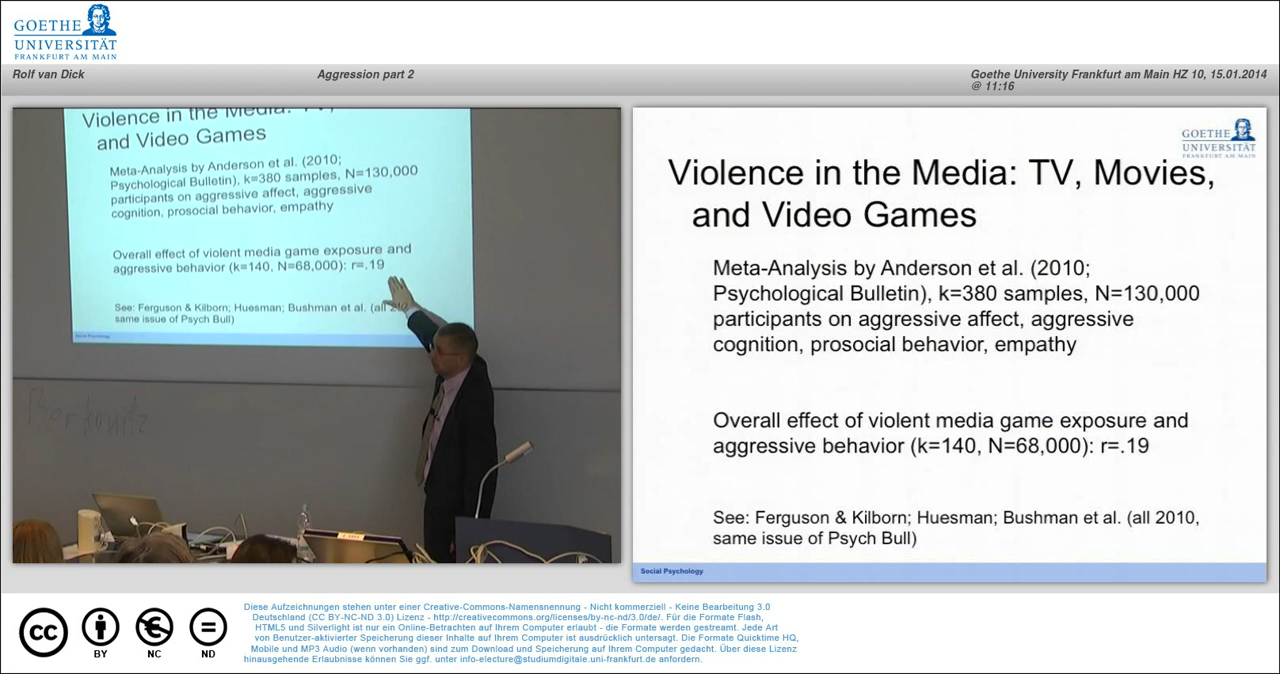 GOETHE
UNIVERSITÄT
FRANKFURT AM MAIN
Rolf van Dick
Aggression part 2
Goethe University Frankfurt am Main HZ 10, 15.01.2014
@ 11:16
Violence in the Media: TV,
and Video Games
Meta-Analysis by Anderson et al. (2010;
Psychological Bulletin), k=380 samples, N=130,000
participants on aggressive affect, aggressive
cognition, prosocial behavior, empathy
Overall effect of violent media game exposure and
aggressive behavior (k=140, N=68,000): r=.19
See: Ferguson & Kilborn; Huesman; Bushman et al. (all
same issue of Psych Bull)
Social Psychology
Berkowitz
GOETHE
UNIVERSITÄT
FRANKFURT AM MAIN
Violence in the Media: TV, Movies,
and Video Games
Meta-Analysis by Anderson et al. (2010;
Psychological Bulletin), k=380 samples, N=130,000
participants on aggressive affect, aggressive
cognition, prosocial behavior, empathy
Overall effect of violent media game exposure and
aggressive behavior (k=140, N=68,000): r=.19
See: Ferguson & Kilborn; Huesman; Bushman et al. (all 2010,
same issue of Psych Bull)
Social Psychology
cc
BY NC ND
Diese Aufzeichnungen stehen unter einer Creative-Commons-Namensnennung - Nicht kommerziell - Keine Bearbeitung 3.0
Deutschland (CC BY-NC-ND 3.0) Lizenz - http://creativecommons.org/licenses/by-nc-nd/3.0/de/. Für die Formate Flash,
HTML5 und Silverlight ist nur ein Online-Betrachten auf Ihrem Computer erlaubt - die Formate werden gestreamt. Jede Art
von Benutzer-aktivierter Speicherung dieser Inhalte auf Ihrem Computer ist ausdrücklich untersagt. Die Formate Quicktime HQ,
Mobile und MP3 Audio (wenn vorhanden) sind zum Download und Speicherung auf Ihrem Computer gedacht. Über diese Lizenz
hinausgehende Erlaubnisse können Sie ggf. unter info-electure@studiumdigitale.uni-frankfurt.de anfordern.